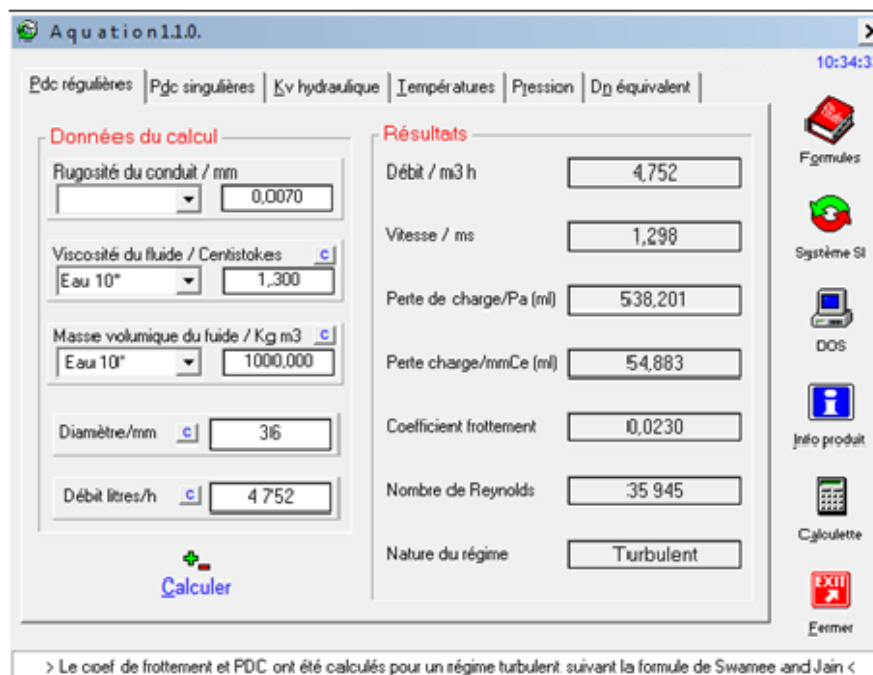 Aquation1.1.0.
10:34:3
Pdc régulières
Pdc singulières
Kv hydraulique
Températures
Pression
Dn équivalent
Données du calcul
Rugosité du conduit / mm
0,0070
Viscosité du fluide / Centistokes
C
Eau 10°
1,300
Masse volumique du fuide / Kg m3
C
Eau 10°
1000,000
Diamètre/mm
C
36
Débit litres/h
C
4 752
Calculer
Résultats
Débit / m3 h
4,752
Vitesse / ms
1,298
Perte de charge/Pa (ml)
538,201
Perte charge/mmCe (ml)
54,883
Coefficient frottement
0,0230
Nombre de Reynolds
35 945
Nature du régime
Turbulent
Formules
Système SI
DOS
Info produit
Calculette
EXIT
Fermer
> Le coef de frottement et PDC ont été calculés pour un régime turbulent suivant la formule de Swamee and Jain <